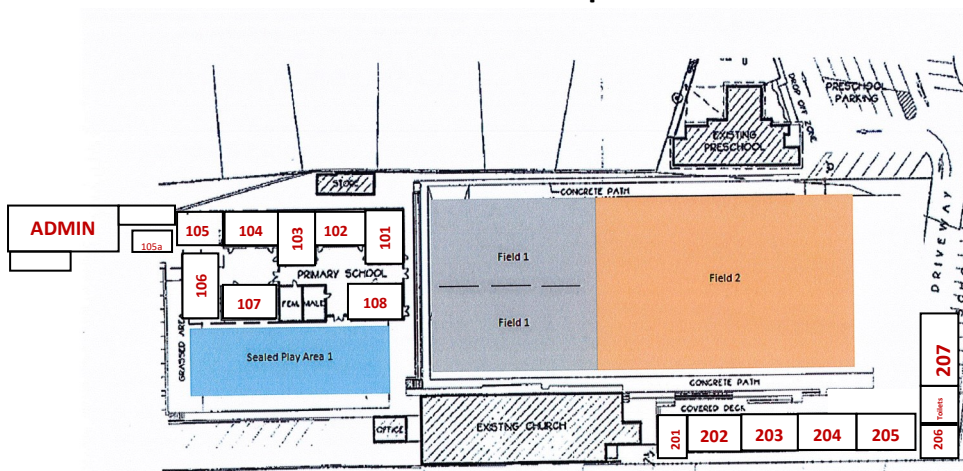 PRESCHOOL
PARKING
DROP OFF ZONE
EXISTING
PRESCHOOL
STORE
CONCRETE PATH
ADMIN
105a
105
104
103
102
101
Field 1
Field 2
DRIVEWAY
PRIMARY SCHOOL
106
107
FEM.
MALE
108
Field 1
GRASSED AREA
Sealed Play Area 1
CONCRETE PATH
COVERED DECK
207
Toilets
206
OFFICE
EXISTING CHURCH
201
202
203
204
205